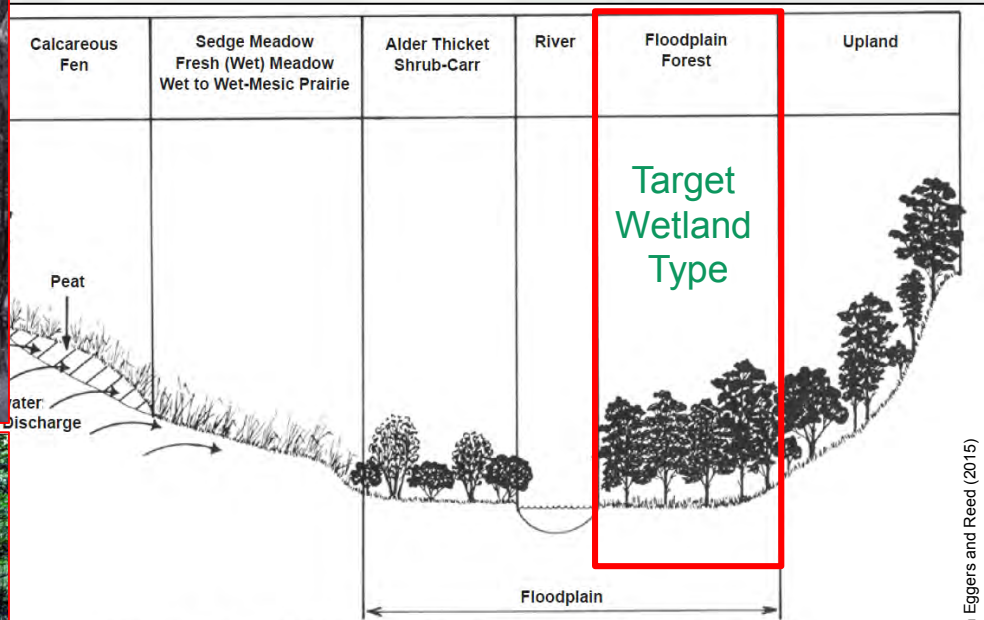 Calcareous
Fen
Sedge Meadow
Fresh (Wet) Meadow
Wet to Wet-Mesic Prairie
Alder Thicket
Shrub-Carr
River
Floodplain
Forest
Upland
Target
Wetland
Type
Peat
Discharge
Floodplain
Eggers and Reed (2015)